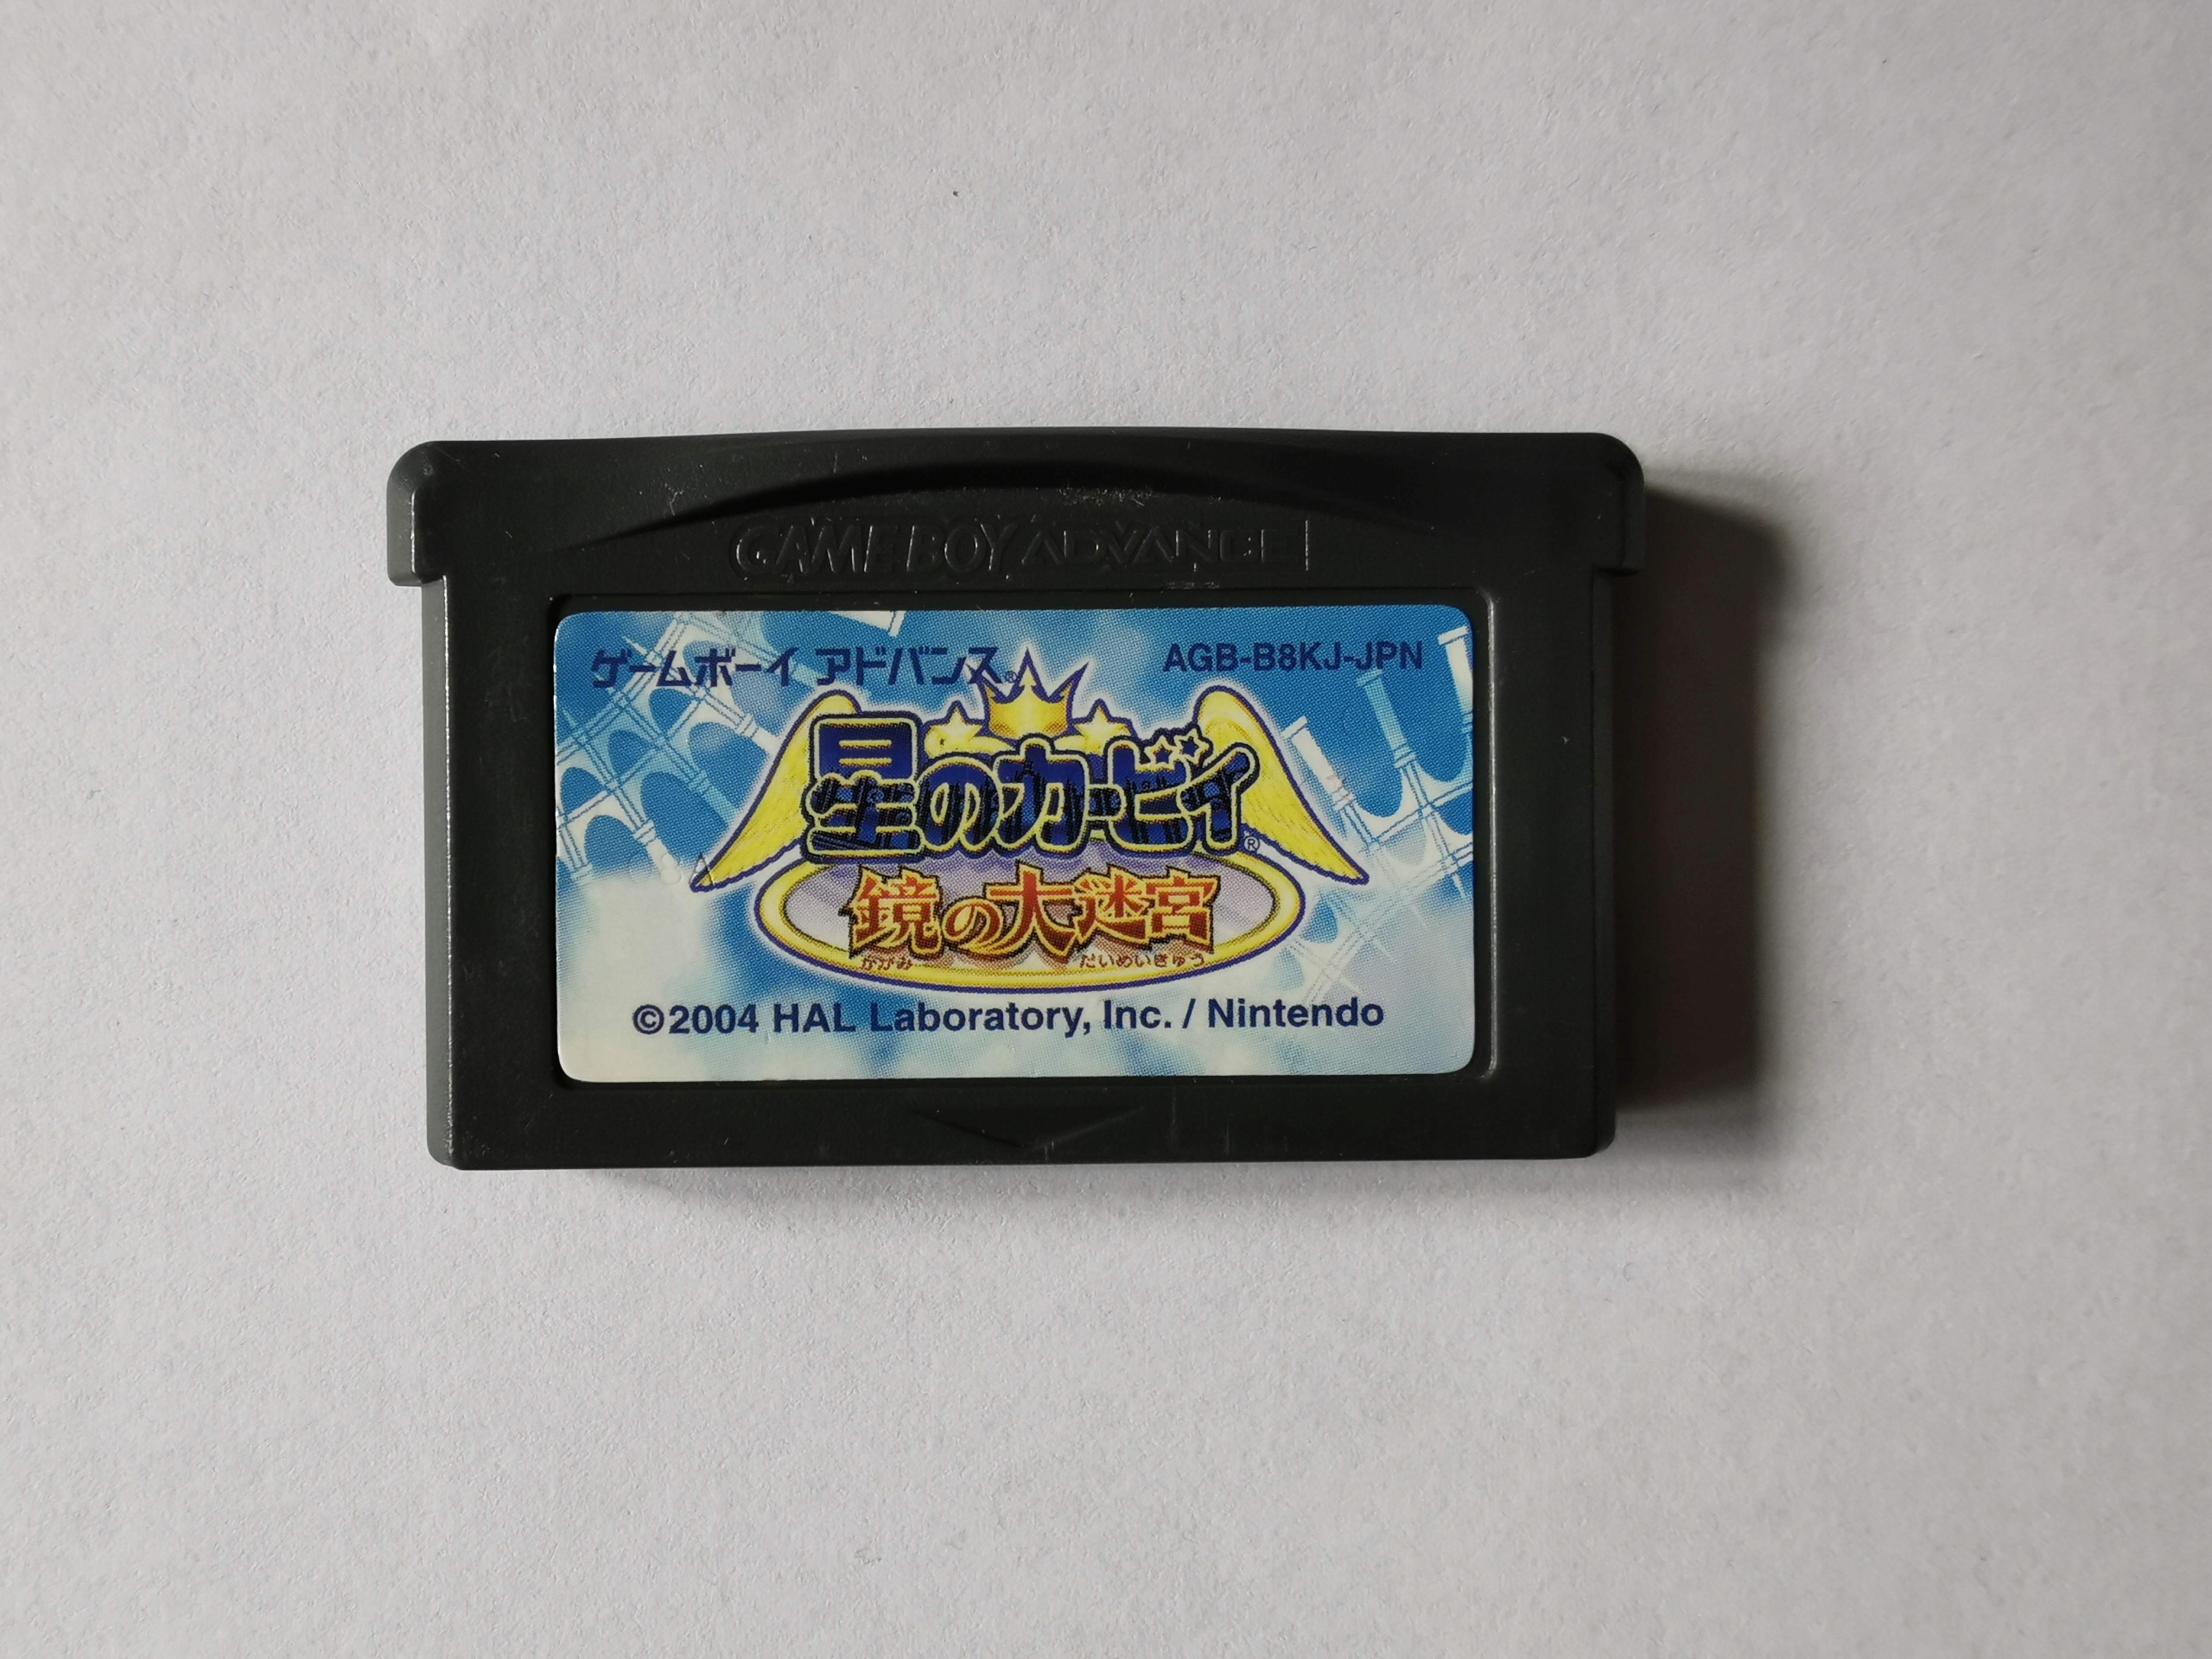 GAME BOY ADVANCE
ゲームボーイ アドバンス® AGB-B8KJ-JPN
星のカービィ®
鏡の大迷宮
かがみ だいめいきゅう
©2004 HAL Laboratory, Inc. / Nintendo